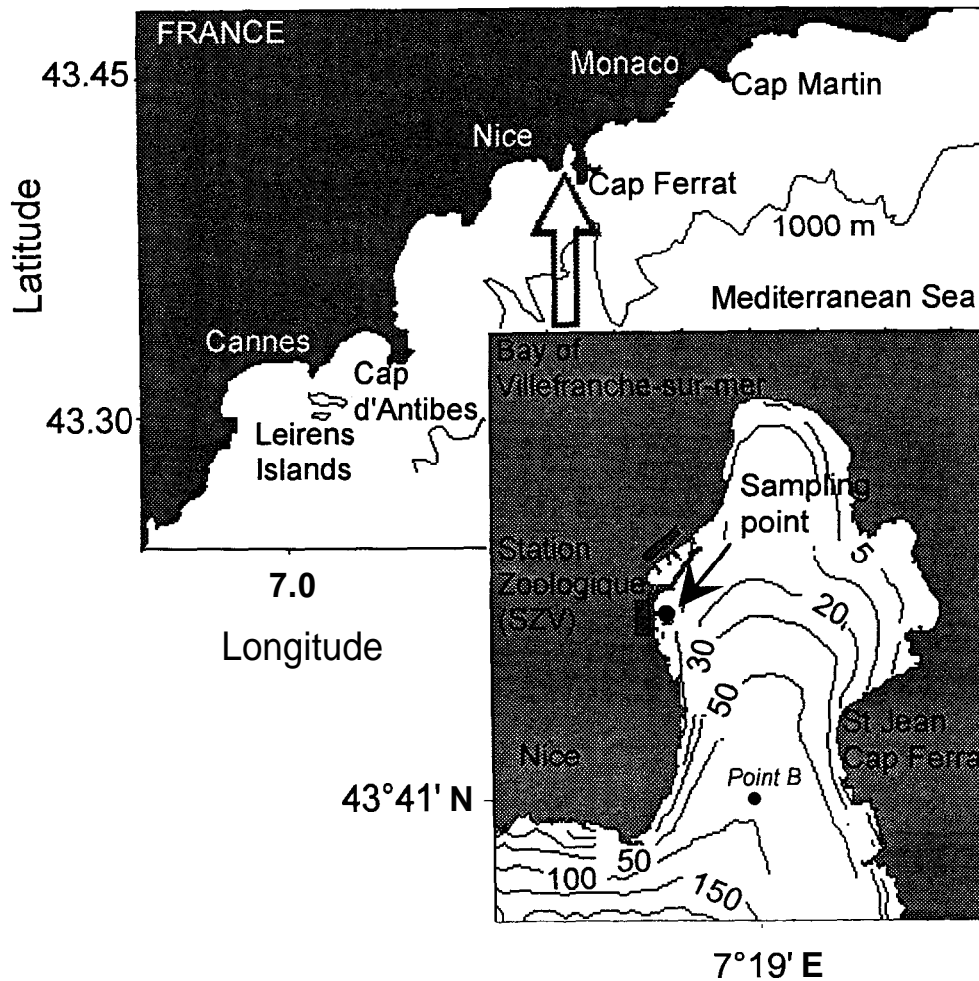 FRANCE
43.45
Monaco
Cap Martin
Nice
Cap Ferrat
Latitude
1000 m
Mediterranean Sea
Cannes
Cap
d'Antibes
43.30
Leirens
Islands
7.0
Longitude
Bay of
Villefranche-sur-mer
Sampling
point
Station
Zoologique
(SZV)
5
20
30
50
St Jean
Cap Ferra
Nice
Point B
43°41' N
50
100
150
7°19' E